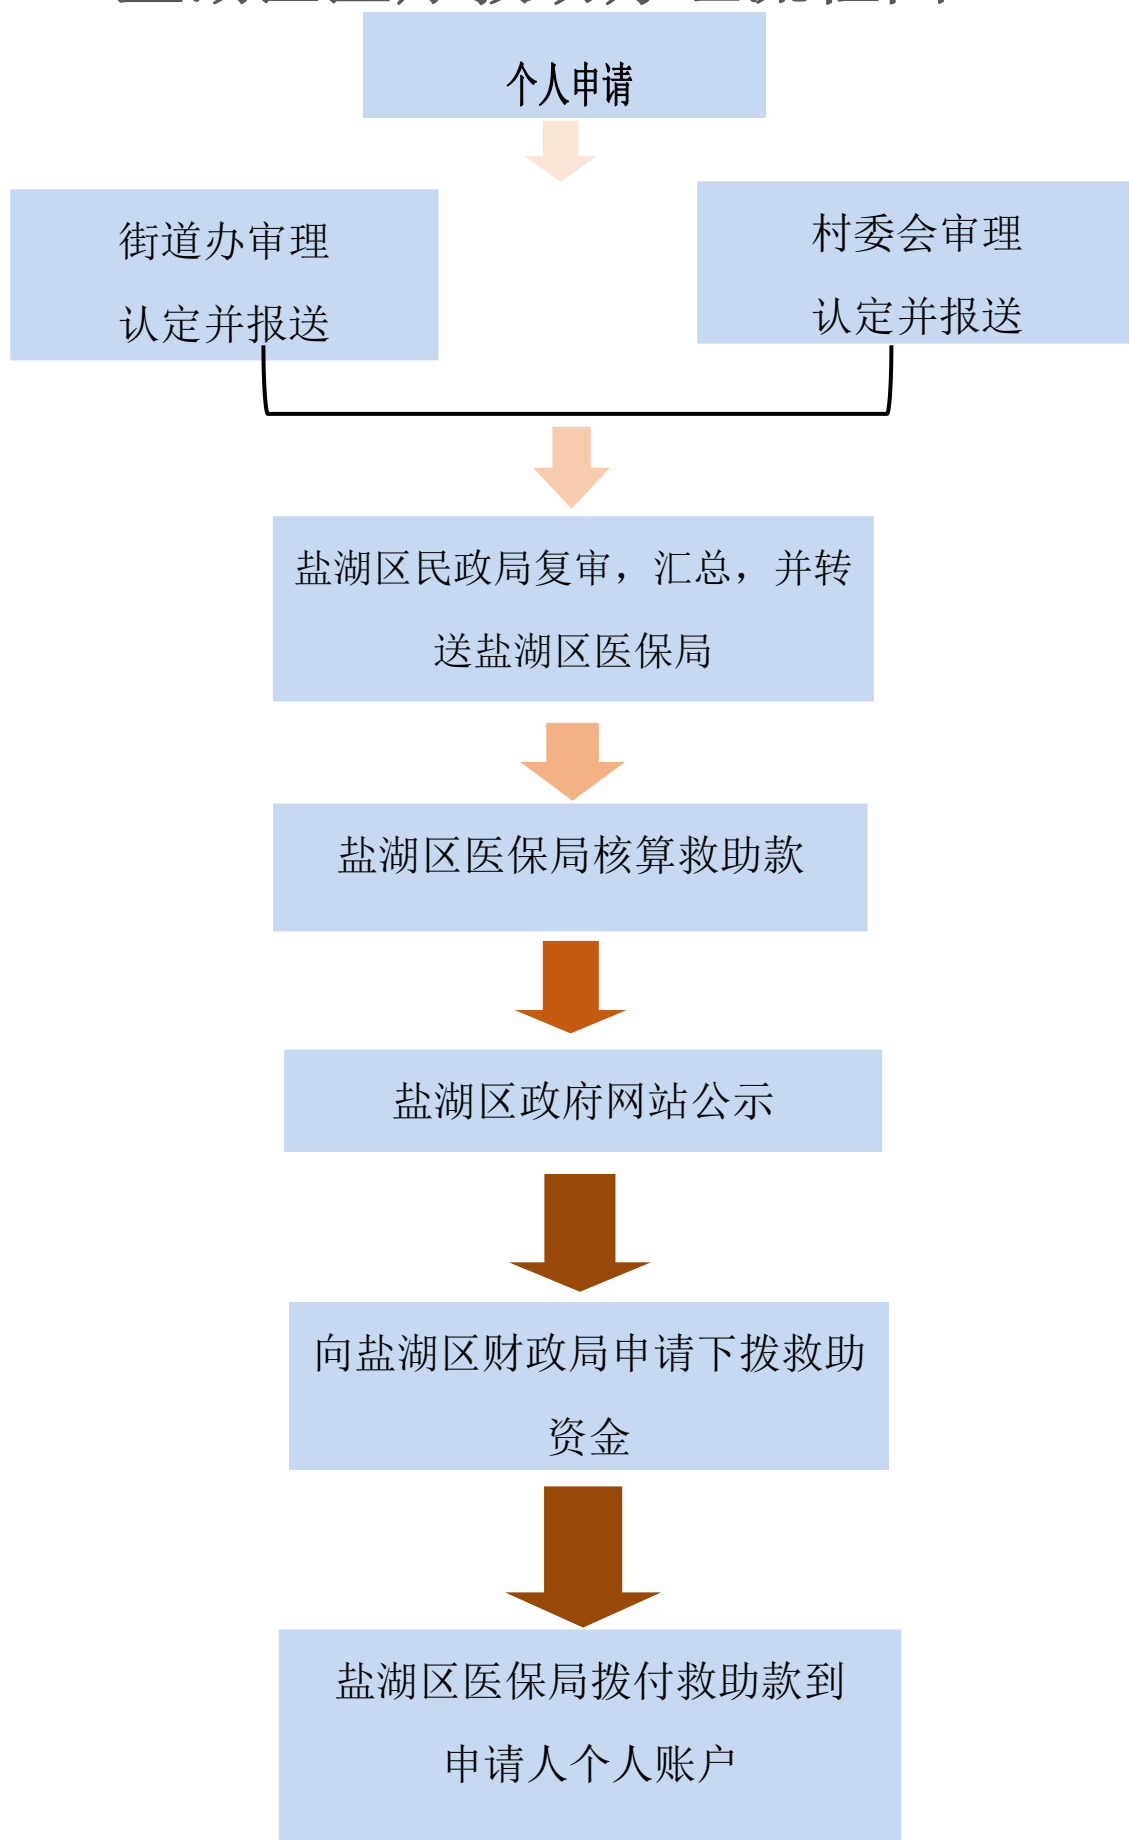 个人申请
街道办审理
认定并报送
村委会审理
认定并报送
盐湖区民政局复审，汇总，并转
送盐湖区医保局
盐湖区医保局核算救助款
盐湖区政府网站公示
向盐湖区财政局申请下拨救助
资金
盐湖区医保局拨付救助款到
申请人个人账户